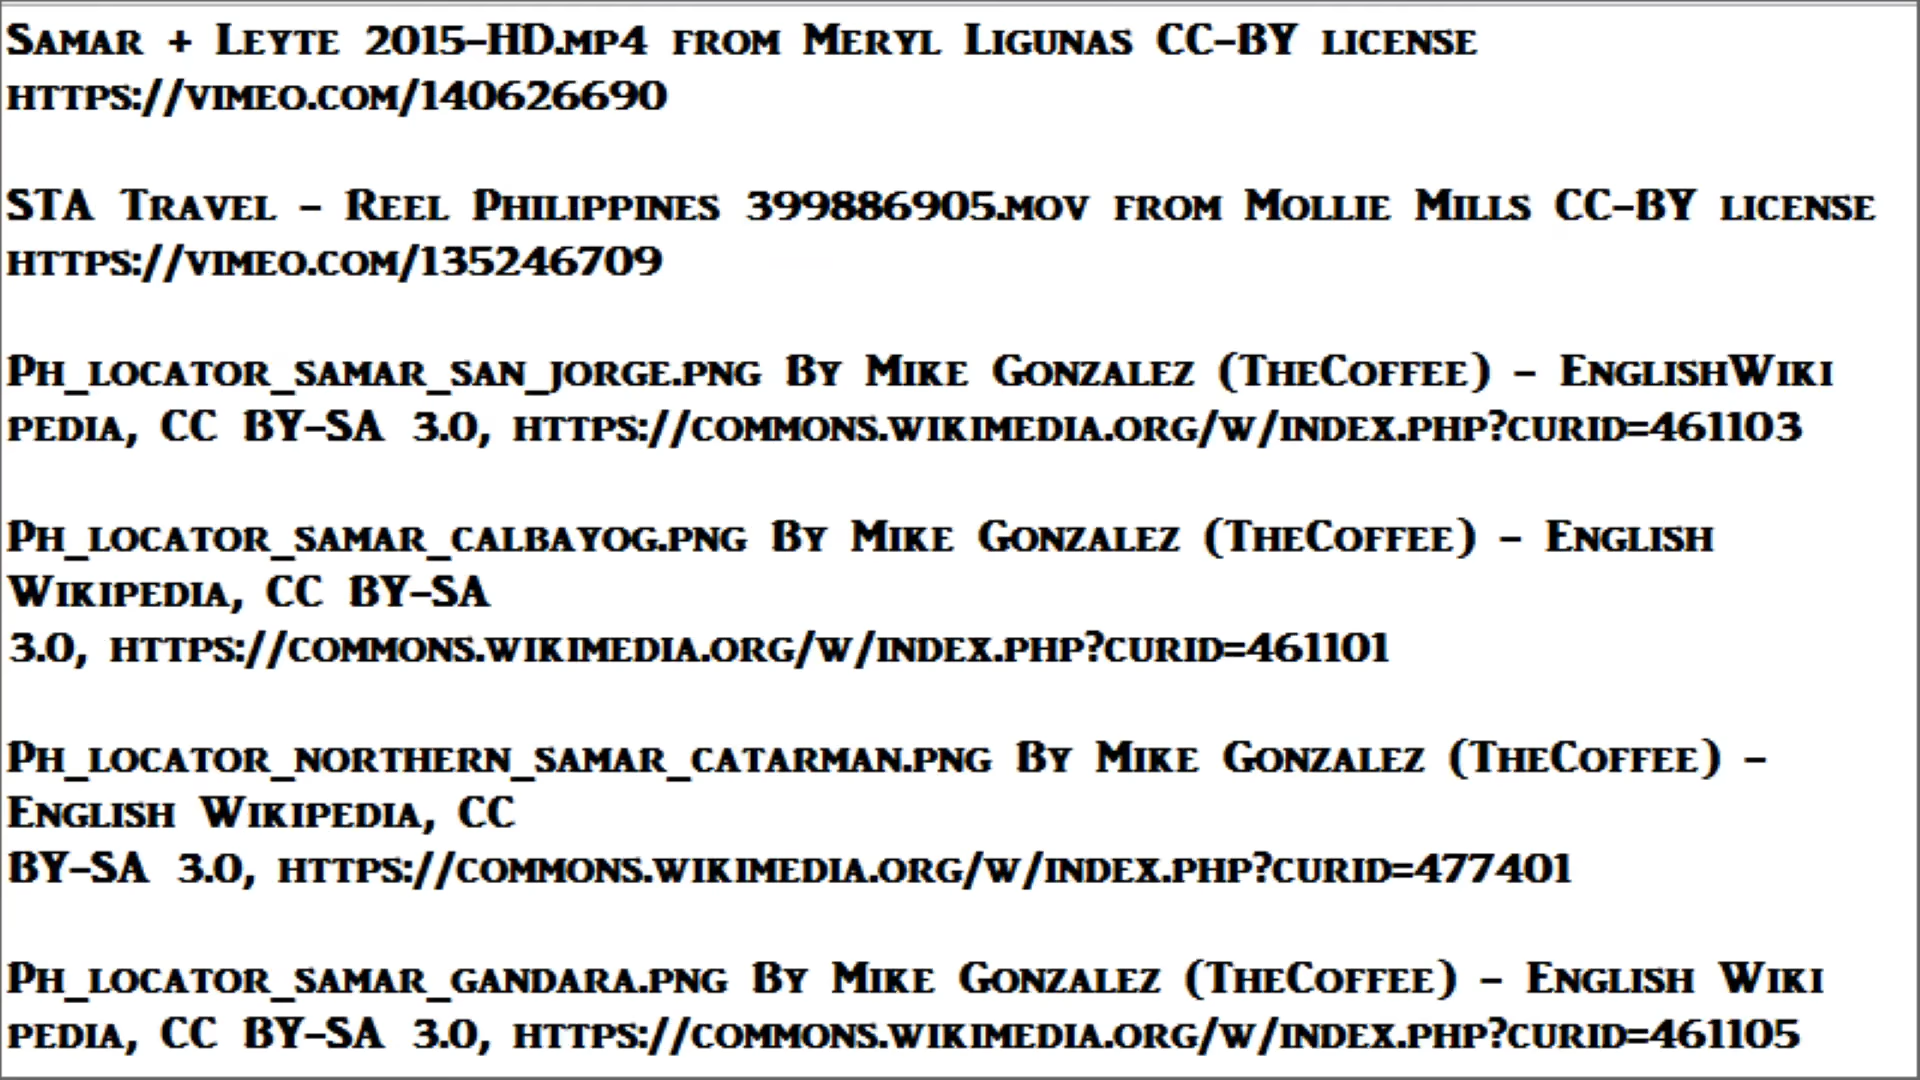 Samar + Leyte 2015-HD.mp4 from Meryl Ligunas CC-BY license
https://vimeo.com/140626690
STA Travel - Reel Philippines 399886905.mov from Mollie Mills CC-BY license
https://vimeo.com/135246709
Ph_locator_samar_san_jorge.png By Mike Gonzalez (TheCoffee) - EnglishWiki
pedia, CC BY-SA 3.0, https://commons.wikimedia.org/w/index.php?curid=461103
Ph_locator_samar_calbayog.png By Mike Gonzalez (TheCoffee) - English
Wikipedia, CC BY-SA
3.0, https://commons.wikimedia.org/w/index.php?curid=461101
Ph_locator_northern_samar_catarman.png By Mike Gonzalez (TheCoffee) -
English Wikipedia, CC
BY-SA 3.0, https://commons.wikimedia.org/w/index.php?curid=477401
Ph_locator_samar_gandara.png By Mike Gonzalez (TheCoffee) - English Wiki
pedia, CC BY-SA 3.0, https://commons.wikimedia.org/w/index.php?curid=461105